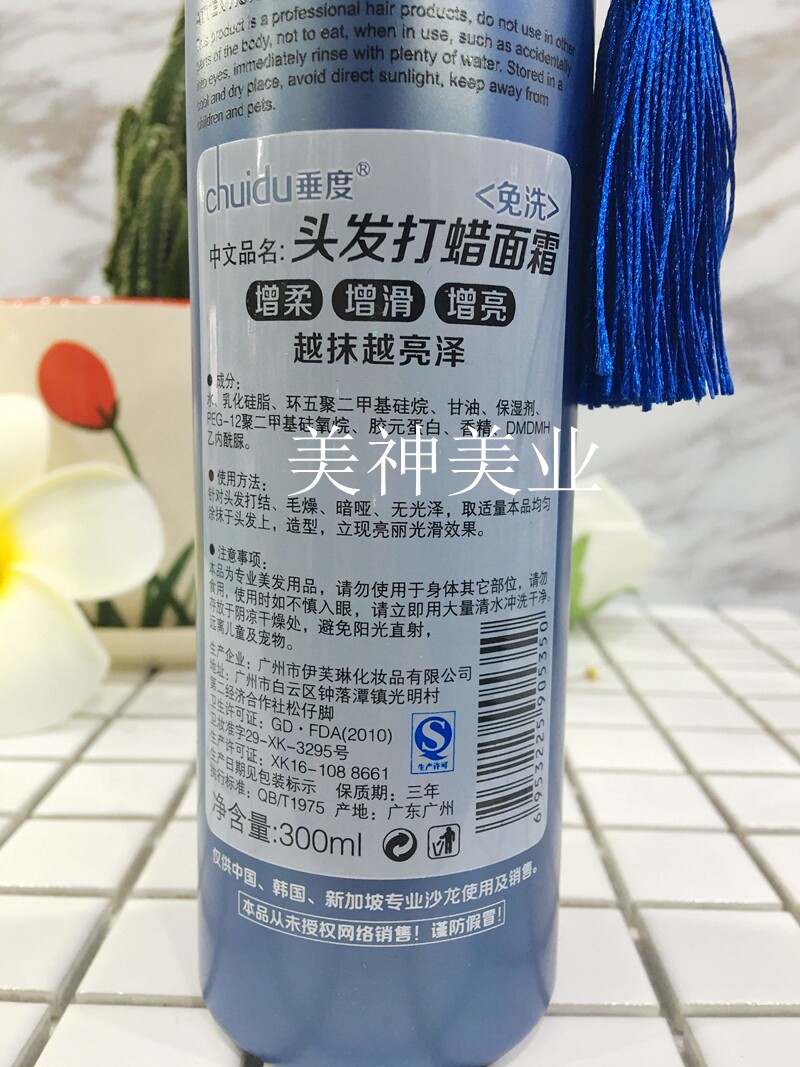 This product is a professional hair products, do not use in other
parts of the body, not to eat, when in use, such as accidentally
into eyes, immediately rinse with plenty of water. Stored in a
cool and dry place, avoid direct sunlight, keep away from
children and pets.
chuidu垂度®
<免洗>
中文品名: 头发打蜡面霜
增柔 增滑 增亮
越抹越亮泽
●成分:
水、乳化硅脂、环五聚二甲基硅烷、甘油、保湿剂、
PEG-12聚二甲基硅氧烷、胶元蛋白、香精、DMDMH
乙内酰脲。
美神美业
●使用方法:
针对头发打结、毛燥、暗哑、无光泽，取适量本品均匀
涂抹于头发上，造型，立现亮丽光滑效果。
●注意事项:
本品为专业美发用品，请勿使用于身体其它部位，请勿
食用，使用时如不慎入眼，请立即用大量清水冲洗干净。
存放于阴凉干燥处，避免阳光直射，
远离儿童及宠物。
生产企业: 广州市伊芙琳化妆品有限公司
地址: 广州市白云区钟落潭镇光明村
第二经济合作社松仔脚
卫生许可证: GD·FDA(2010)
卫妆准字29-XK-3295号
生产许可证: XK16-108 8661
生产日期见包装标示 保质期: 三年
执行标准: QB/T1975 产地: 广东广州
生产许可
净含量:300ml
6953225905350
仅供中国、韩国、新加坡专业沙龙使用及销售。
本品从未授权网络销售！谨防假冒！